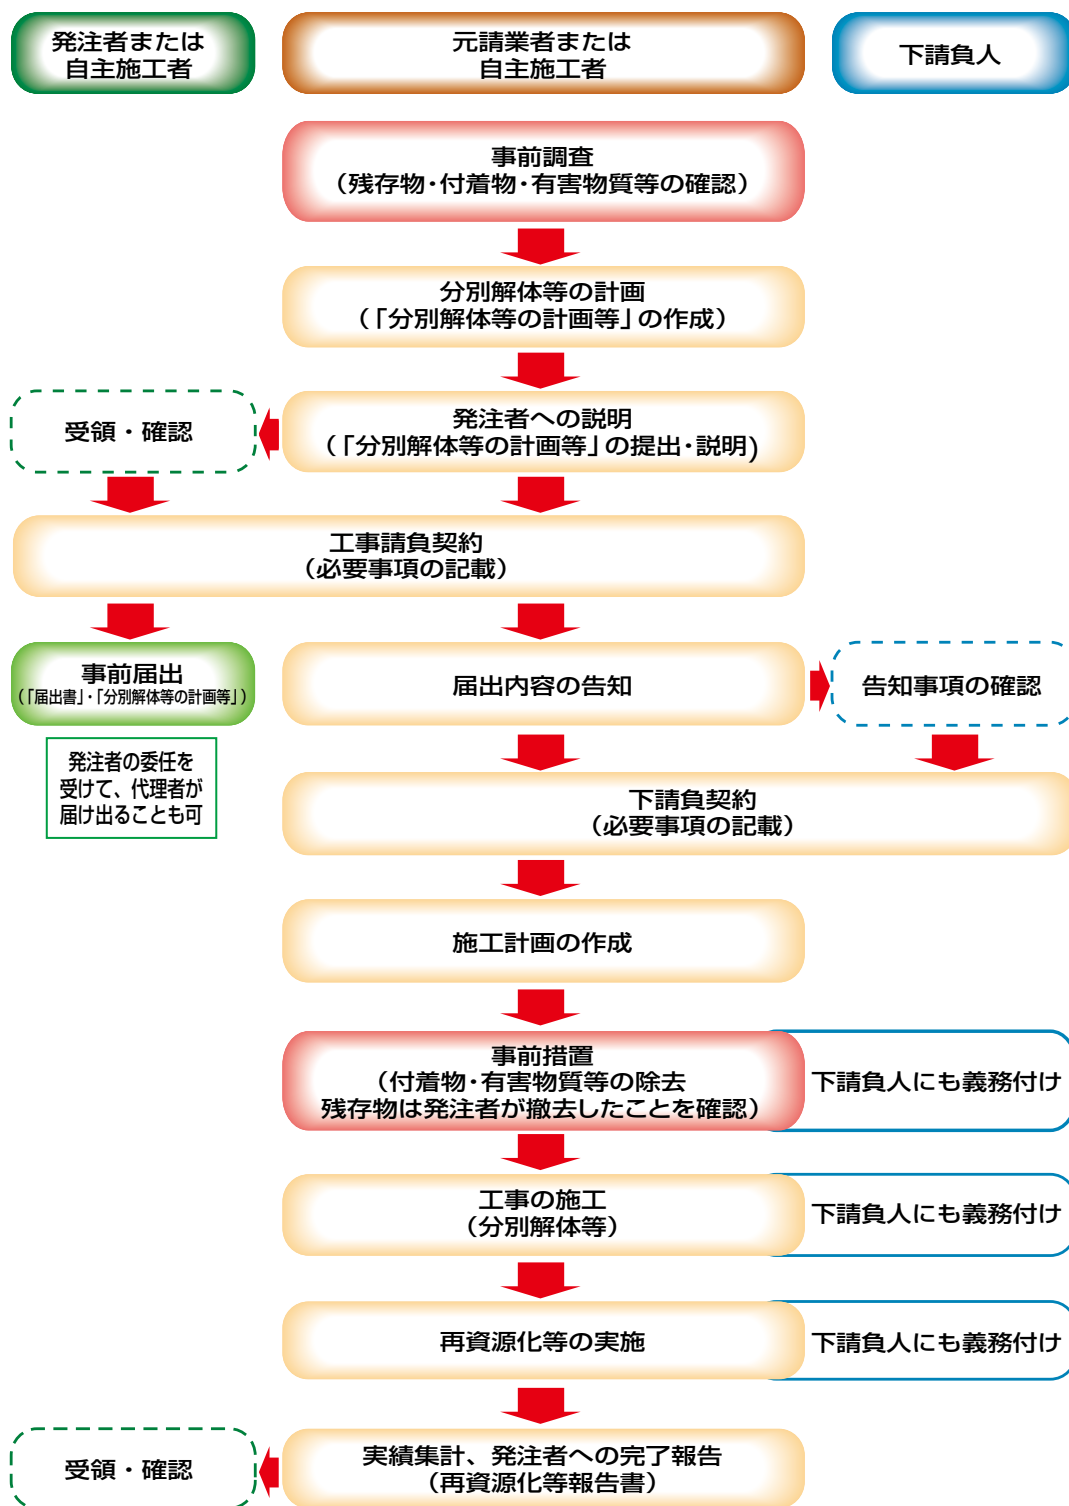 発注者または
自主施工者
元請業者または
自主施工者
下請負人
事前調査
（残存物・付着物・有害物質等の確認）
分別解体等の計画
（「分別解体等の計画等」の作成）
発注者への説明
（「分別解体等の計画等」の提出・説明)
受領・確認
工事請負契約
（必要事項の記載）
事前届出
（「届出書」・「分別解体等の計画等」）
発注者の委任を
受けて、代理者が
届け出ることも可
届出内容の告知
告知事項の確認
下請負契約
（必要事項の記載）
施工計画の作成
事前措置
（付着物・有害物質等の除去
残存物は発注者が撤去したことを確認）
下請負人にも義務付け
工事の施工
（分別解体等）
下請負人にも義務付け
再資源化等の実施
下請負人にも義務付け
実績集計、発注者への完了報告
（再資源化等報告書）
受領・確認